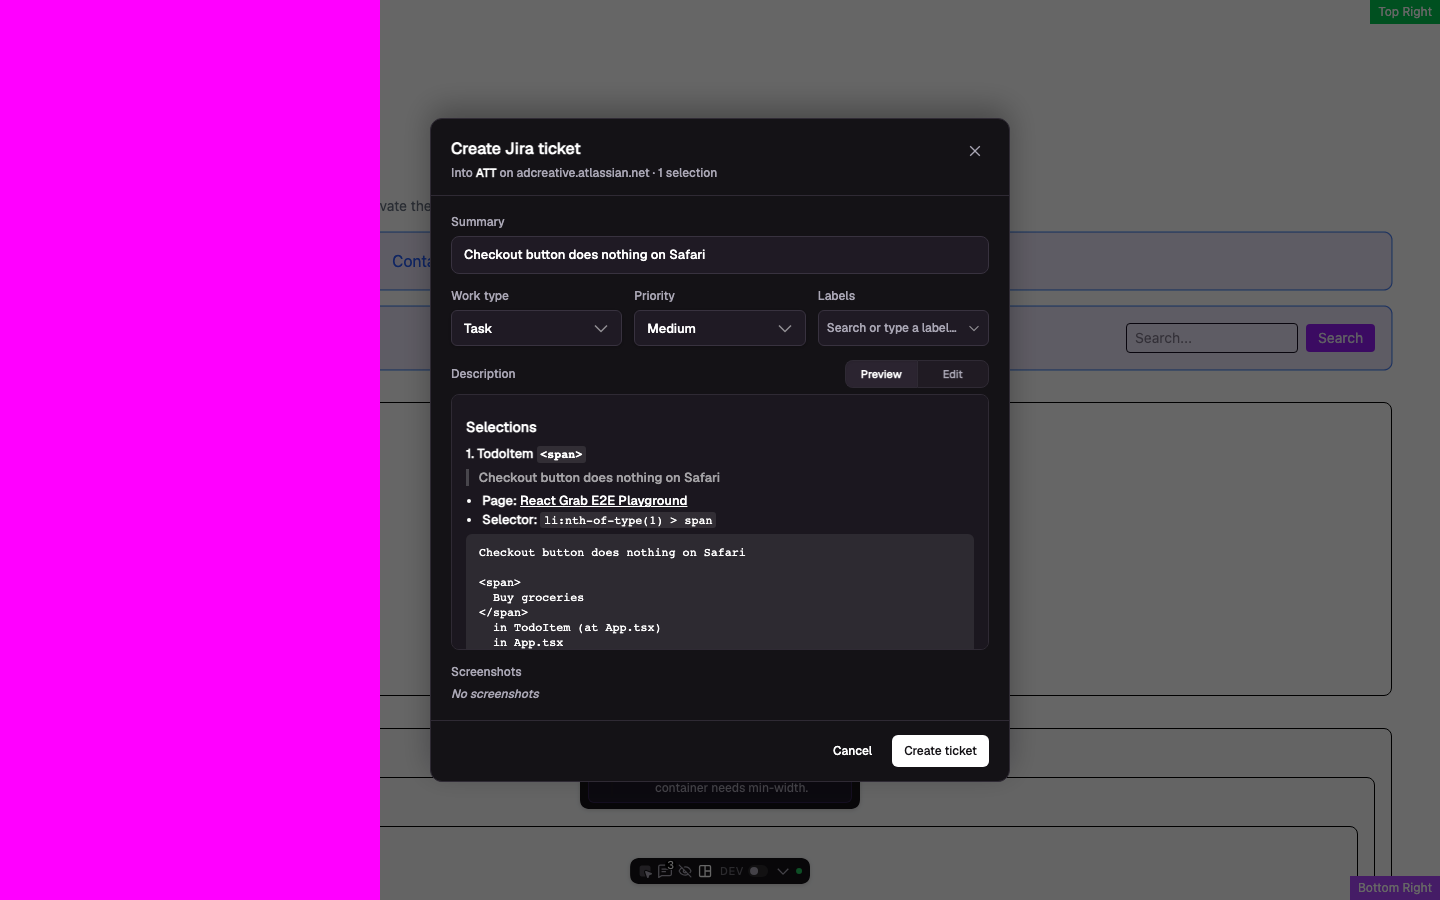 Top Right
Create Jira ticket
Into ATT on adcreative.atlassian.net · 1 selection
vate the
Summary
Checkout button does nothing on Safari
Conta
Work type
Priority
Labels
Task
Medium
Search or type a label...
Search...
Search
Description
Preview
Edit
Selections
1. TodoItem <span>
Checkout button does nothing on Safari
• Page: React Grab E2E Playground
• Selector: li:nth-of-type(1) > span
Checkout button does nothing on Safari
<span>
Buy groceries
</span>
in TodoItem (at App.tsx)
in App.tsx
Screenshots
No screenshots
Cancel
Create ticket
container needs min-width.
3
DEV
Bottom Right